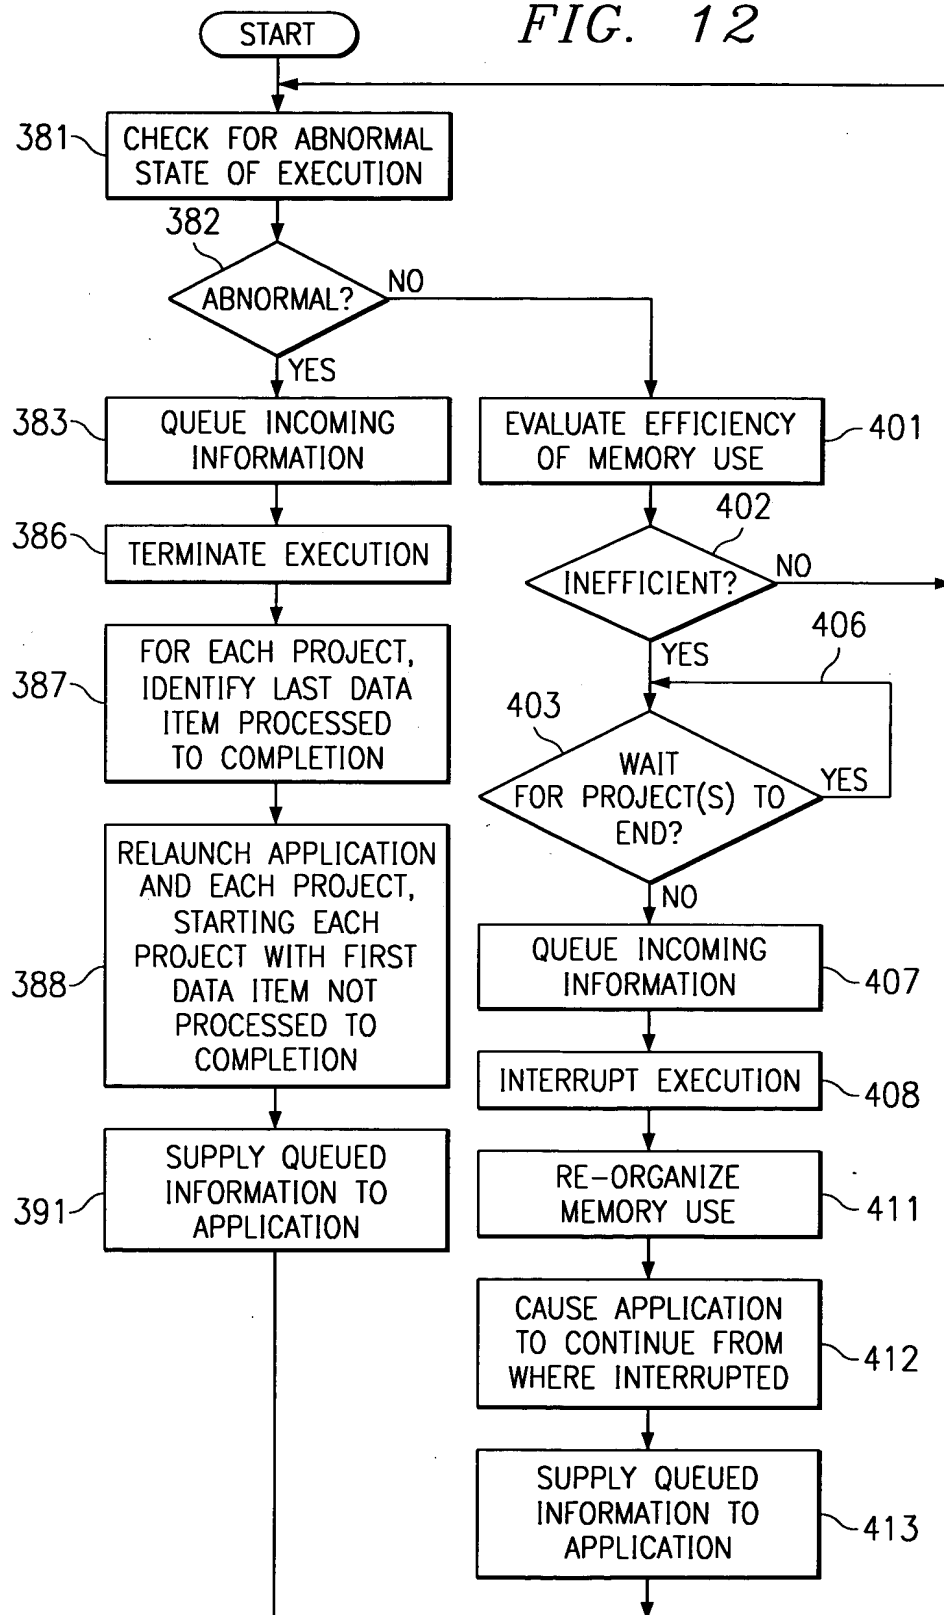 FIG. 12
START
381
CHECK FOR ABNORMAL
STATE OF EXECUTION
382
ABNORMAL?
NO
YES
383
QUEUE INCOMING
INFORMATION
386
TERMINATE EXECUTION
387
FOR EACH PROJECT,
IDENTIFY LAST DATA
ITEM PROCESSED
TO COMPLETION
388
RELAUNCH APPLICATION
AND EACH PROJECT,
STARTING EACH
PROJECT WITH FIRST
DATA ITEM NOT
PROCESSED TO
COMPLETION
391
SUPPLY QUEUED
INFORMATION TO
APPLICATION
EVALUATE EFFICIENCY
OF MEMORY USE
401
402
INEFFICIENT?
NO
YES
406
403
WAIT
FOR PROJECT(S) TO
END?
YES
NO
QUEUE INCOMING
INFORMATION
407
INTERRUPT EXECUTION
408
RE-ORGANIZE
MEMORY USE
411
CAUSE APPLICATION
TO CONTINUE FROM
WHERE INTERRUPTED
412
SUPPLY QUEUED
INFORMATION TO
APPLICATION
413